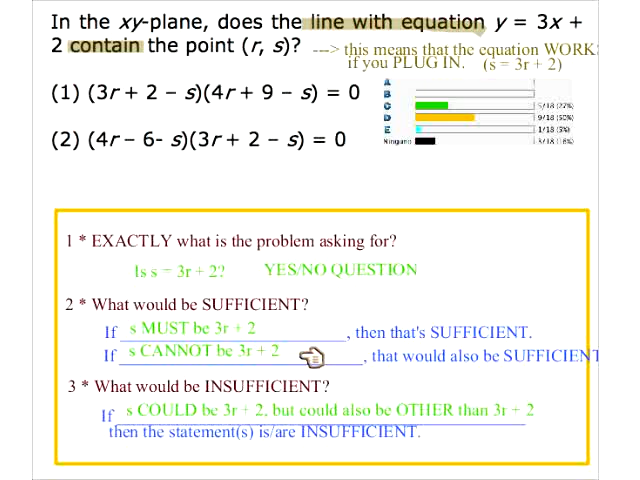 In the xy-plane, does the line with equation y = 3x +
2 contain the point (r, s)? ---> this means that the equation WORKS
if you PLUG IN. (s = 3r + 2)
(1) (3r + 2 – s)(4r + 9 – s) = 0
A
B
C 5/18 (27%)
D 9/18 (50%)
E 1/18 (5%)
Ninguno 3/18 (16%)
(2) (4r – 6- s)(3r + 2 – s) = 0
1 * EXACTLY what is the problem asking for?
Is s = 3r + 2? YES/NO QUESTION
2 * What would be SUFFICIENT?
If s MUST be 3r + 2, then that's SUFFICIENT.
If s CANNOT be 3r + 2, that would also be SUFFICIENT
3 * What would be INSUFFICIENT?
If s COULD be 3r + 2, but could also be OTHER than 3r + 2
then the statement(s) is/are INSUFFICIENT.